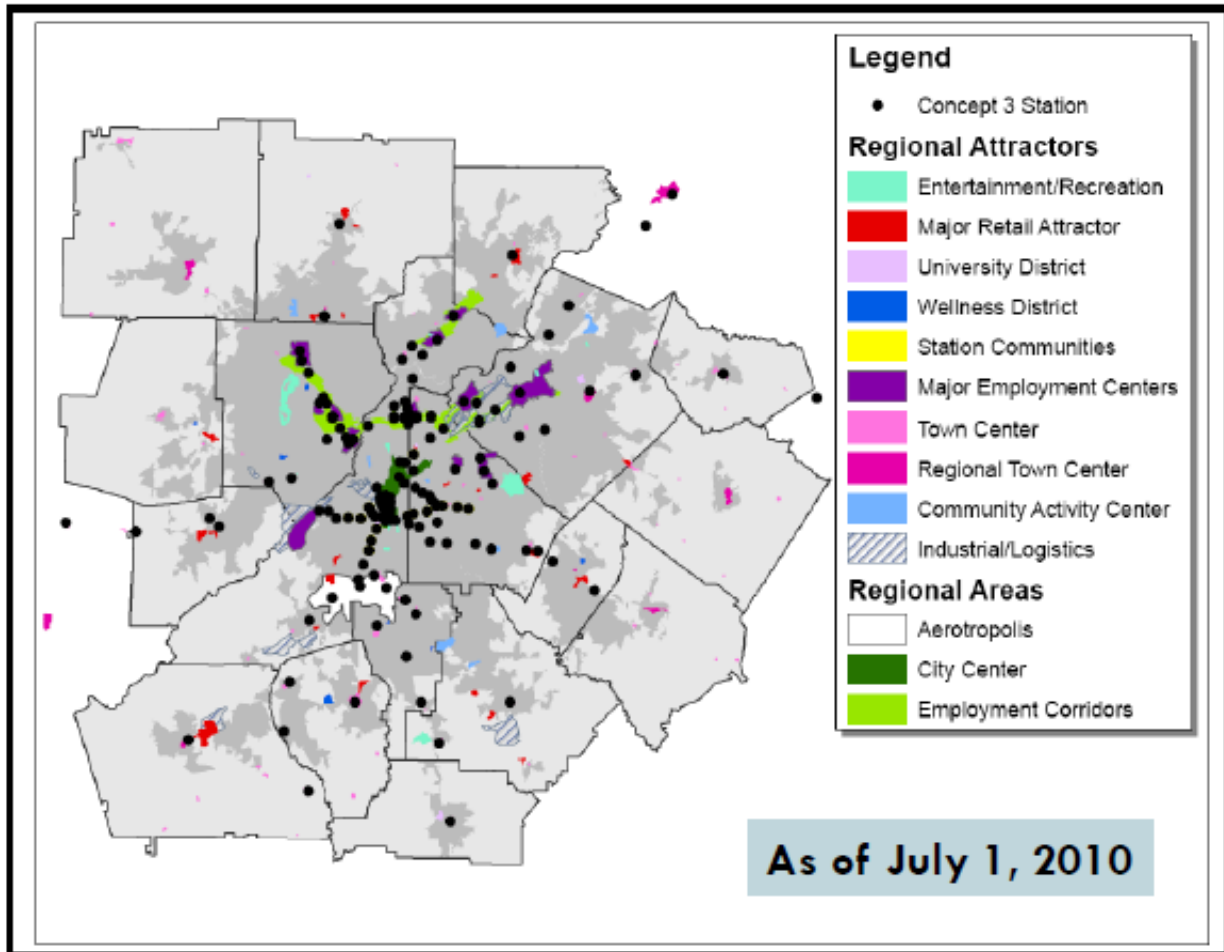 Legend
Concept 3 Station
Regional Attractors
Entertainment/Recreation
Major Retail Attractor
University District
Wellness District
Station Communities
Major Employment Centers
Town Center
Regional Town Center
Community Activity Center
Industrial/Logistics
Regional Areas
Aerotropolis
City Center
Employment Corridors
As of July 1, 2010